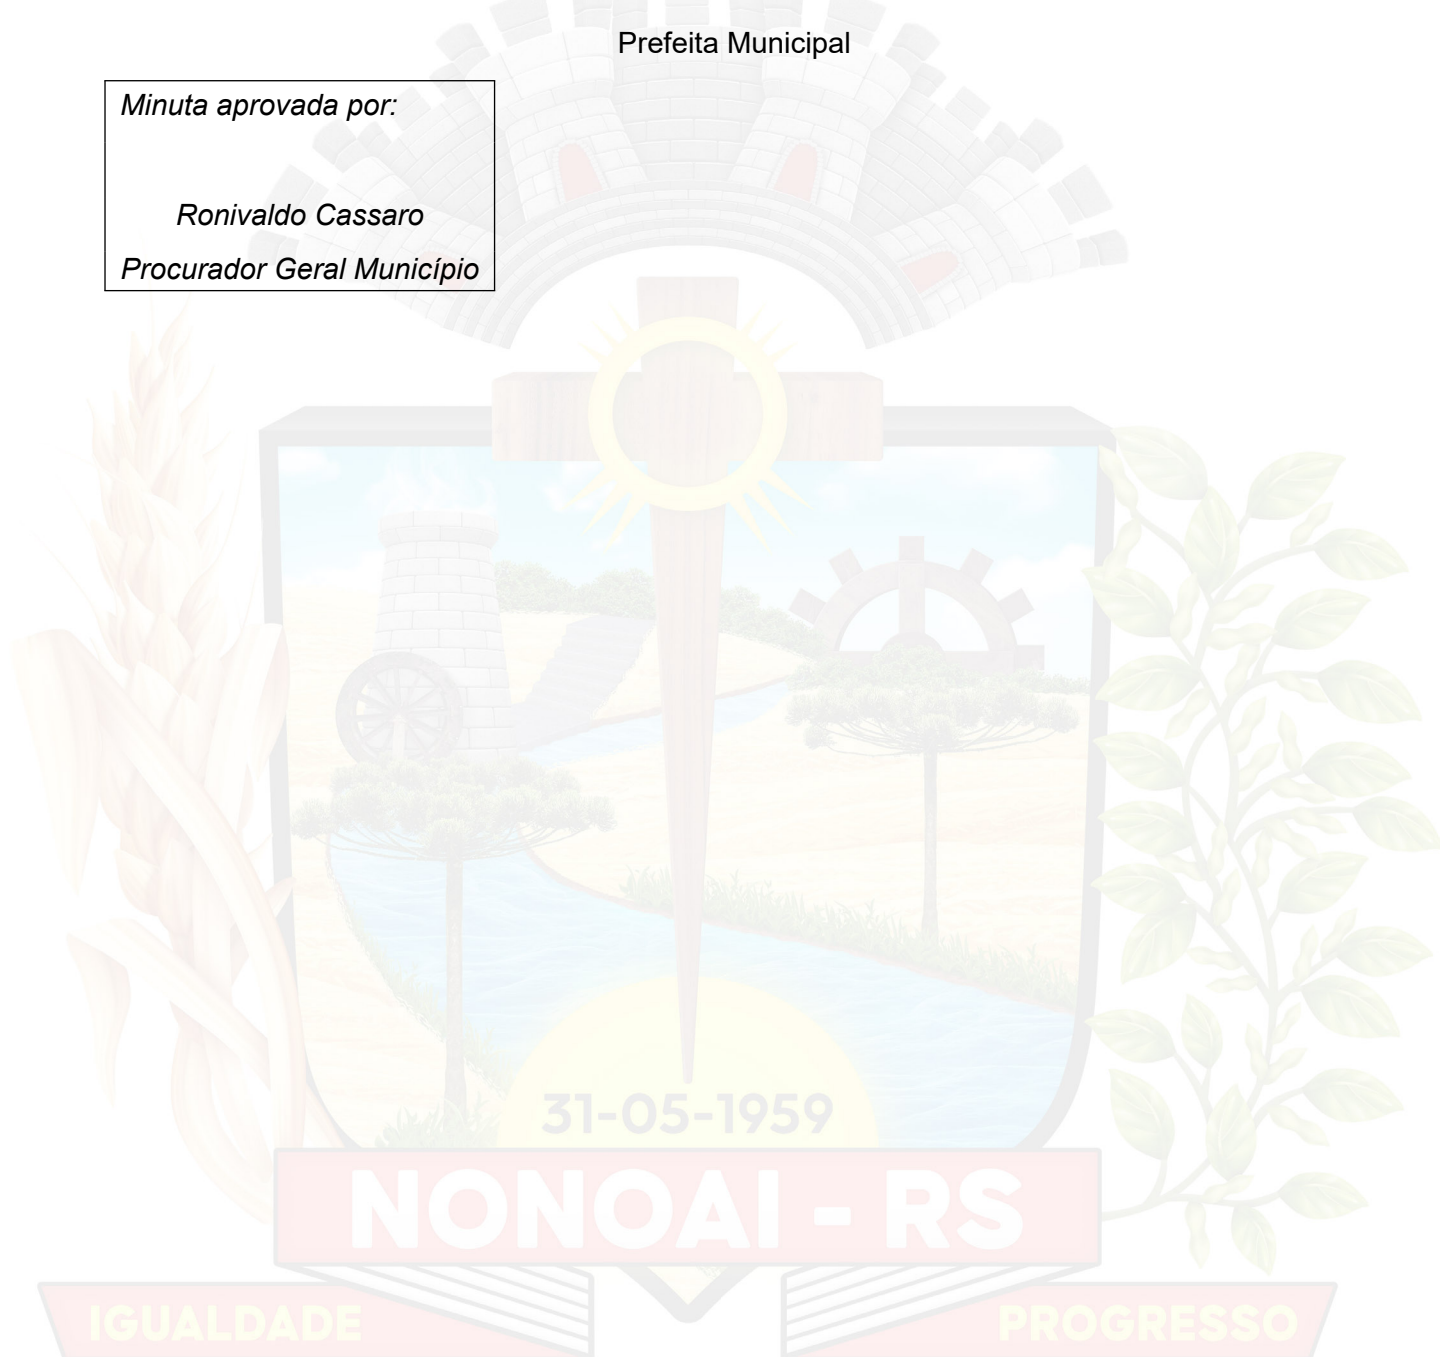 Prefeita Municipal
Minuta aprovada por:
Ronivaldo Cassaro
Procurador Geral Município
31-05-1959
NONOAI - RS
IGUALDADE
PROGRESSO